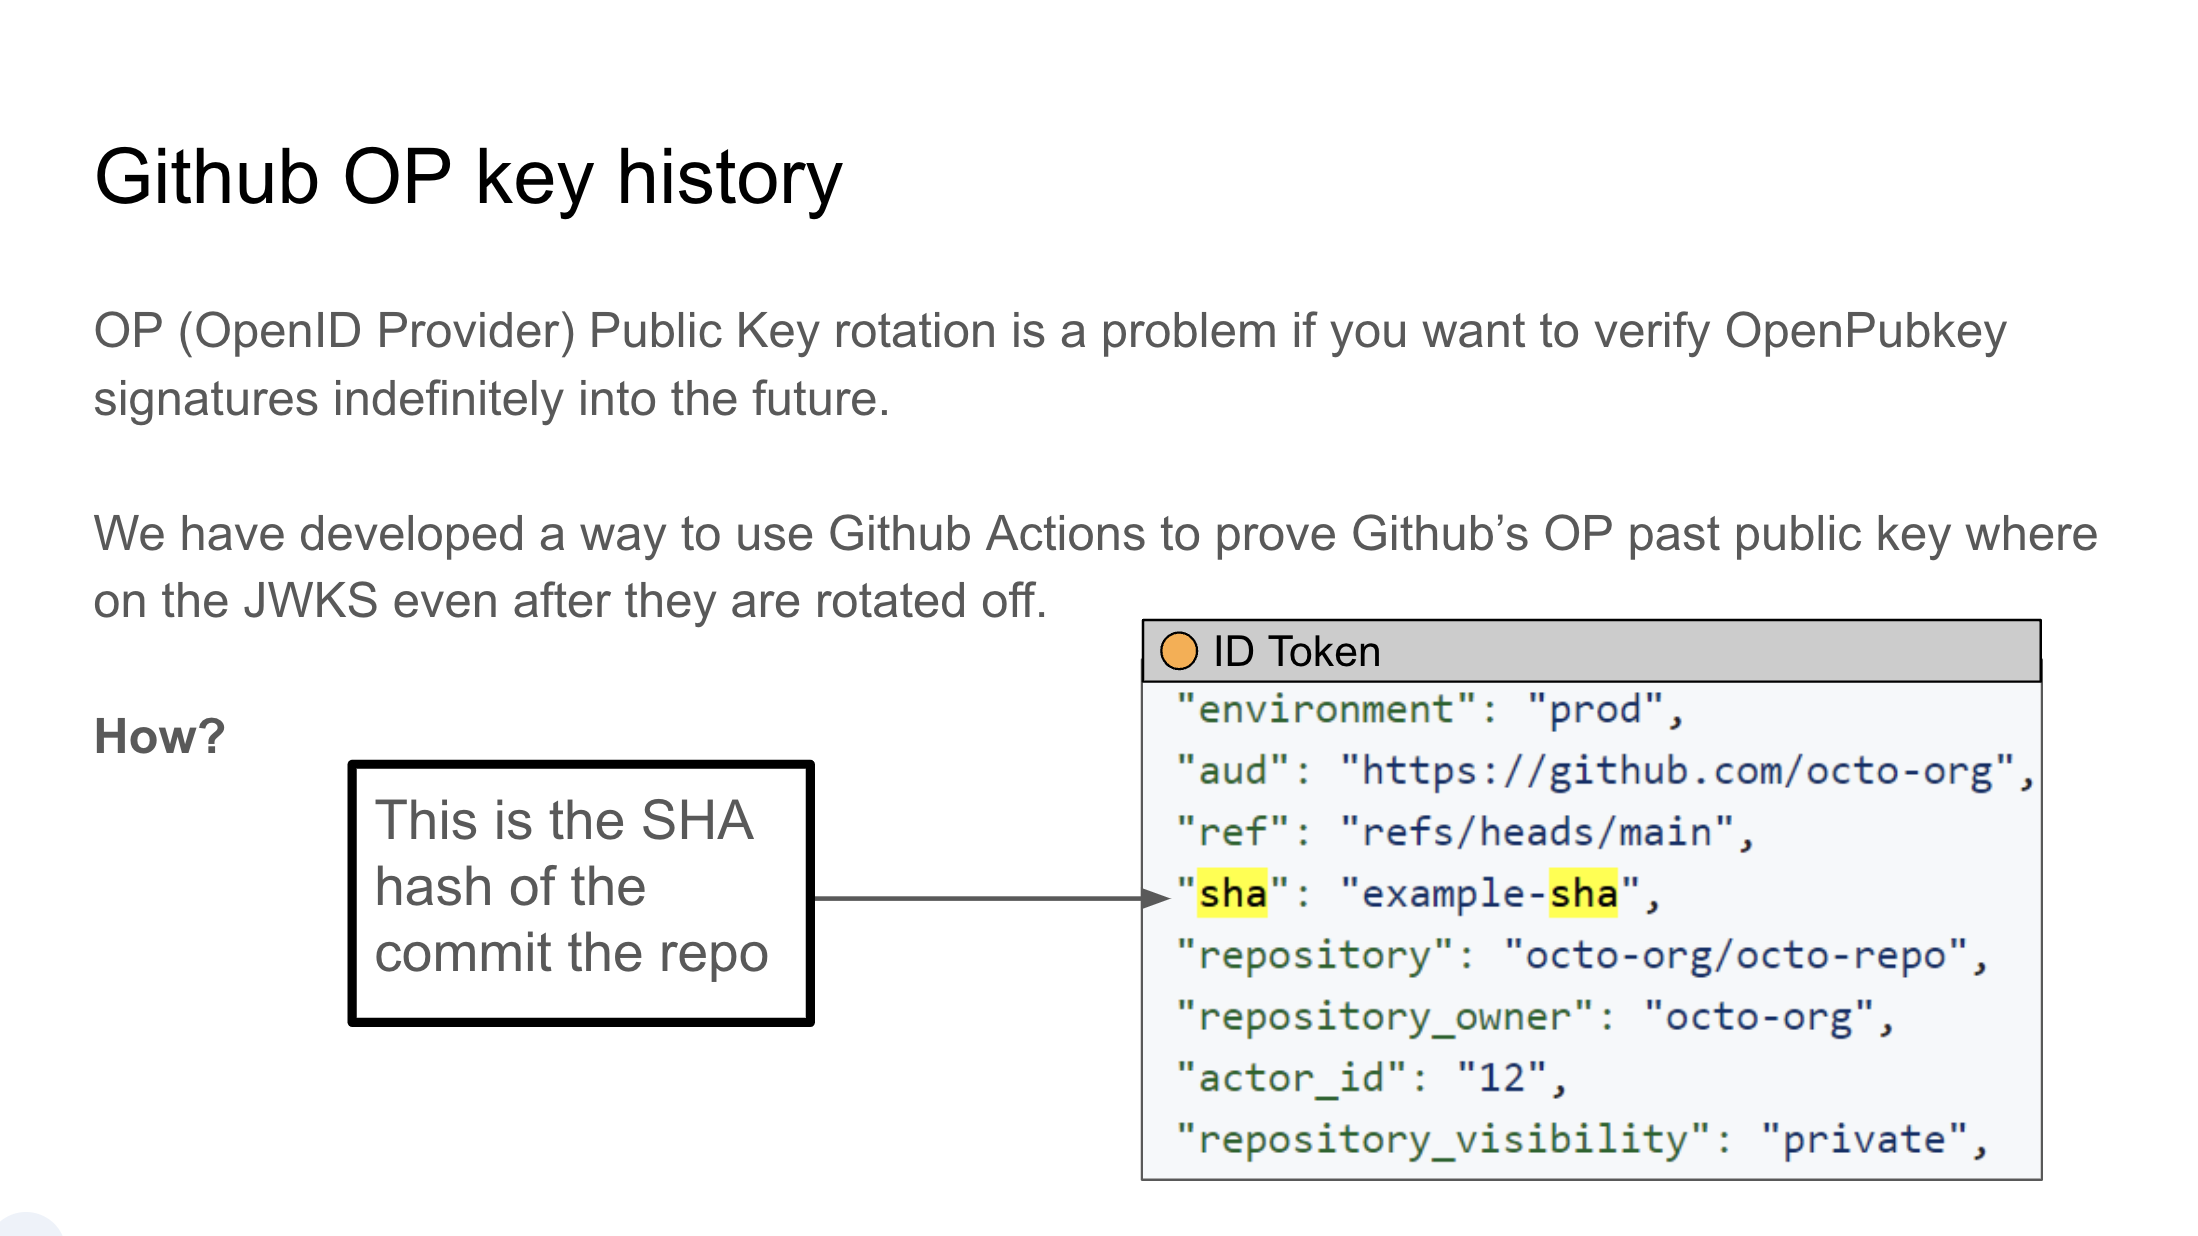 Github OP key history
OP (OpenID Provider) Public Key rotation is a problem if you want to verify OpenPubkey
signatures indefinitely into the future.
We have developed a way to use Github Actions to prove Github’s OP past public key where
on the JWKS even after they are rotated off.
How?
This is the SHA
hash of the
commit the repo
ID Token
"environment": "prod",
"aud": "https://github.com/octo-org",
"ref": "refs/heads/main",
"sha": "example-sha",
"repository": "octo-org/octo-repo",
"repository_owner": "octo-org",
"actor_id": "12",
"repository_visibility": "private",